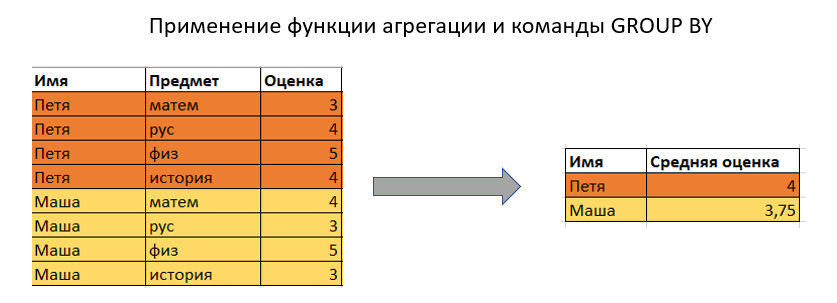 Применение функции агрегации и команды GROUP BY
Имя Предмет Оценка
Петя матем 3
Петя рус 4
Петя физ 5
Петя история 4
Маша матем 4
Маша рус 3
Маша физ 5
Маша история 3
Имя Средняя оценка
Петя 4
Маша 3,75